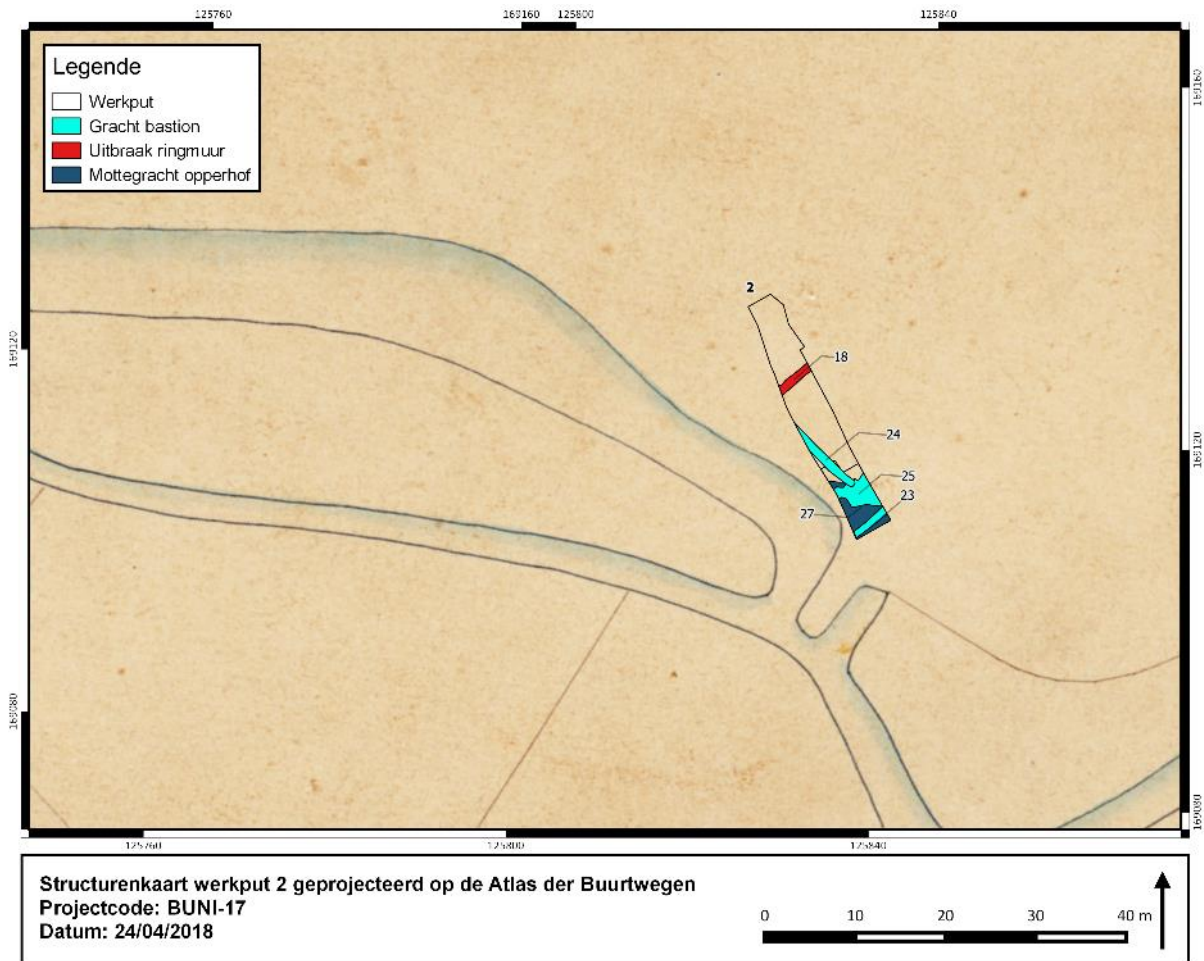 125760 169160 125800 125840
Legende
Werkput
Gracht bastion
Uitbraak ringmuur
Mottegracht opperhof
169160
2
18
169120
24
169120
25
23
27
169080
169080
125760 125800 125840
Structurenkaart werkput 2 geprojecteerd op de Atlas der Buurtwegen
Projectcode: BUNI-17
Datum: 24/04/2018
0 10 20 30 40 m